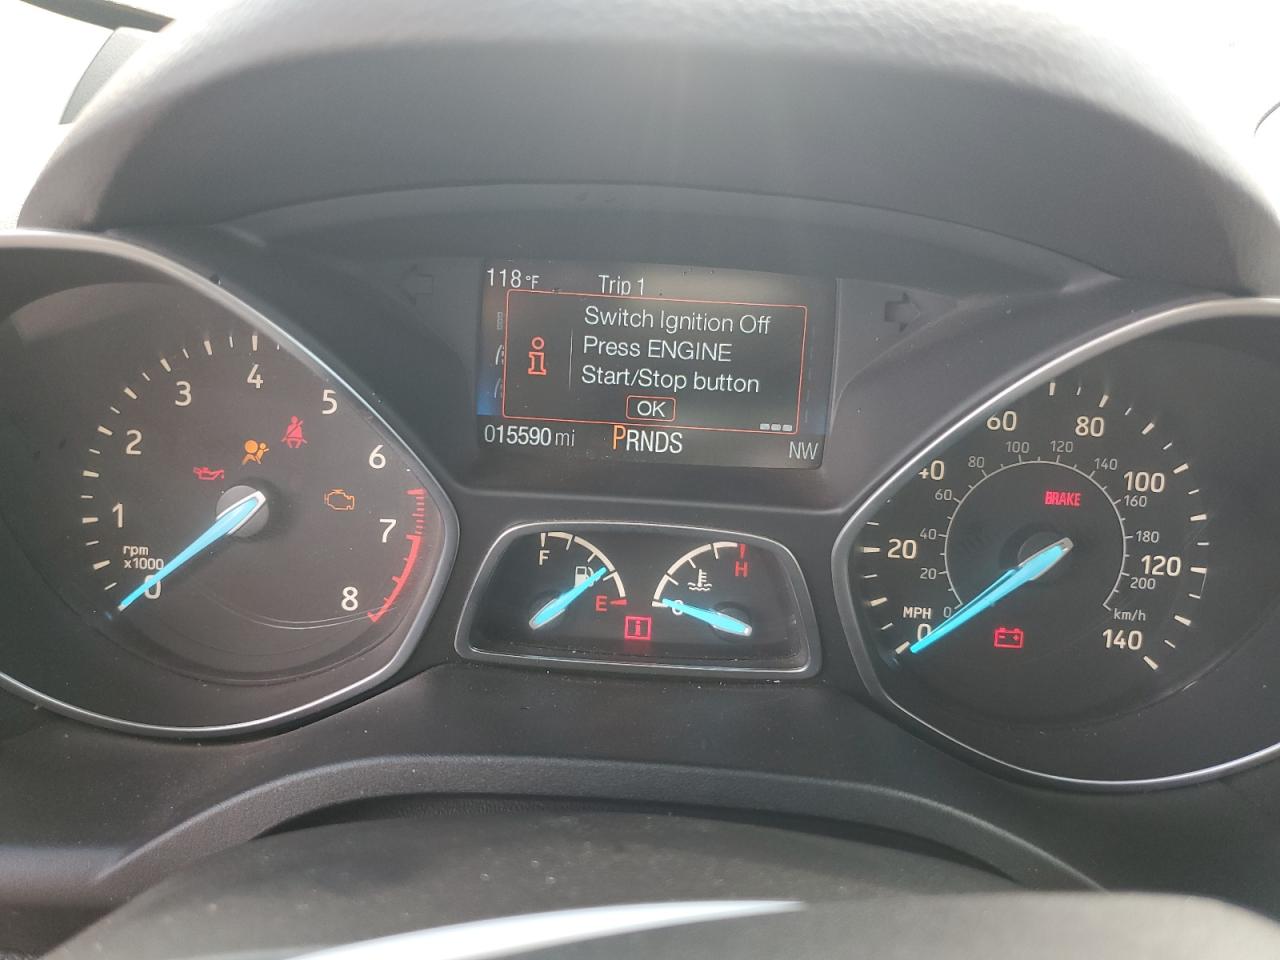 118°F Trip 1
Switch Ignition Off
Press ENGINE
Start/Stop button
OK
015590 mi PRNDS NW
0 1 2 3 4 5 6 7 8
rpm
x1000
F
E
H
C
0 20 40 60 80 100 120 140
MPH
0 20 40 60 80 100 120 140 160 180 200
km/h
BRAKE